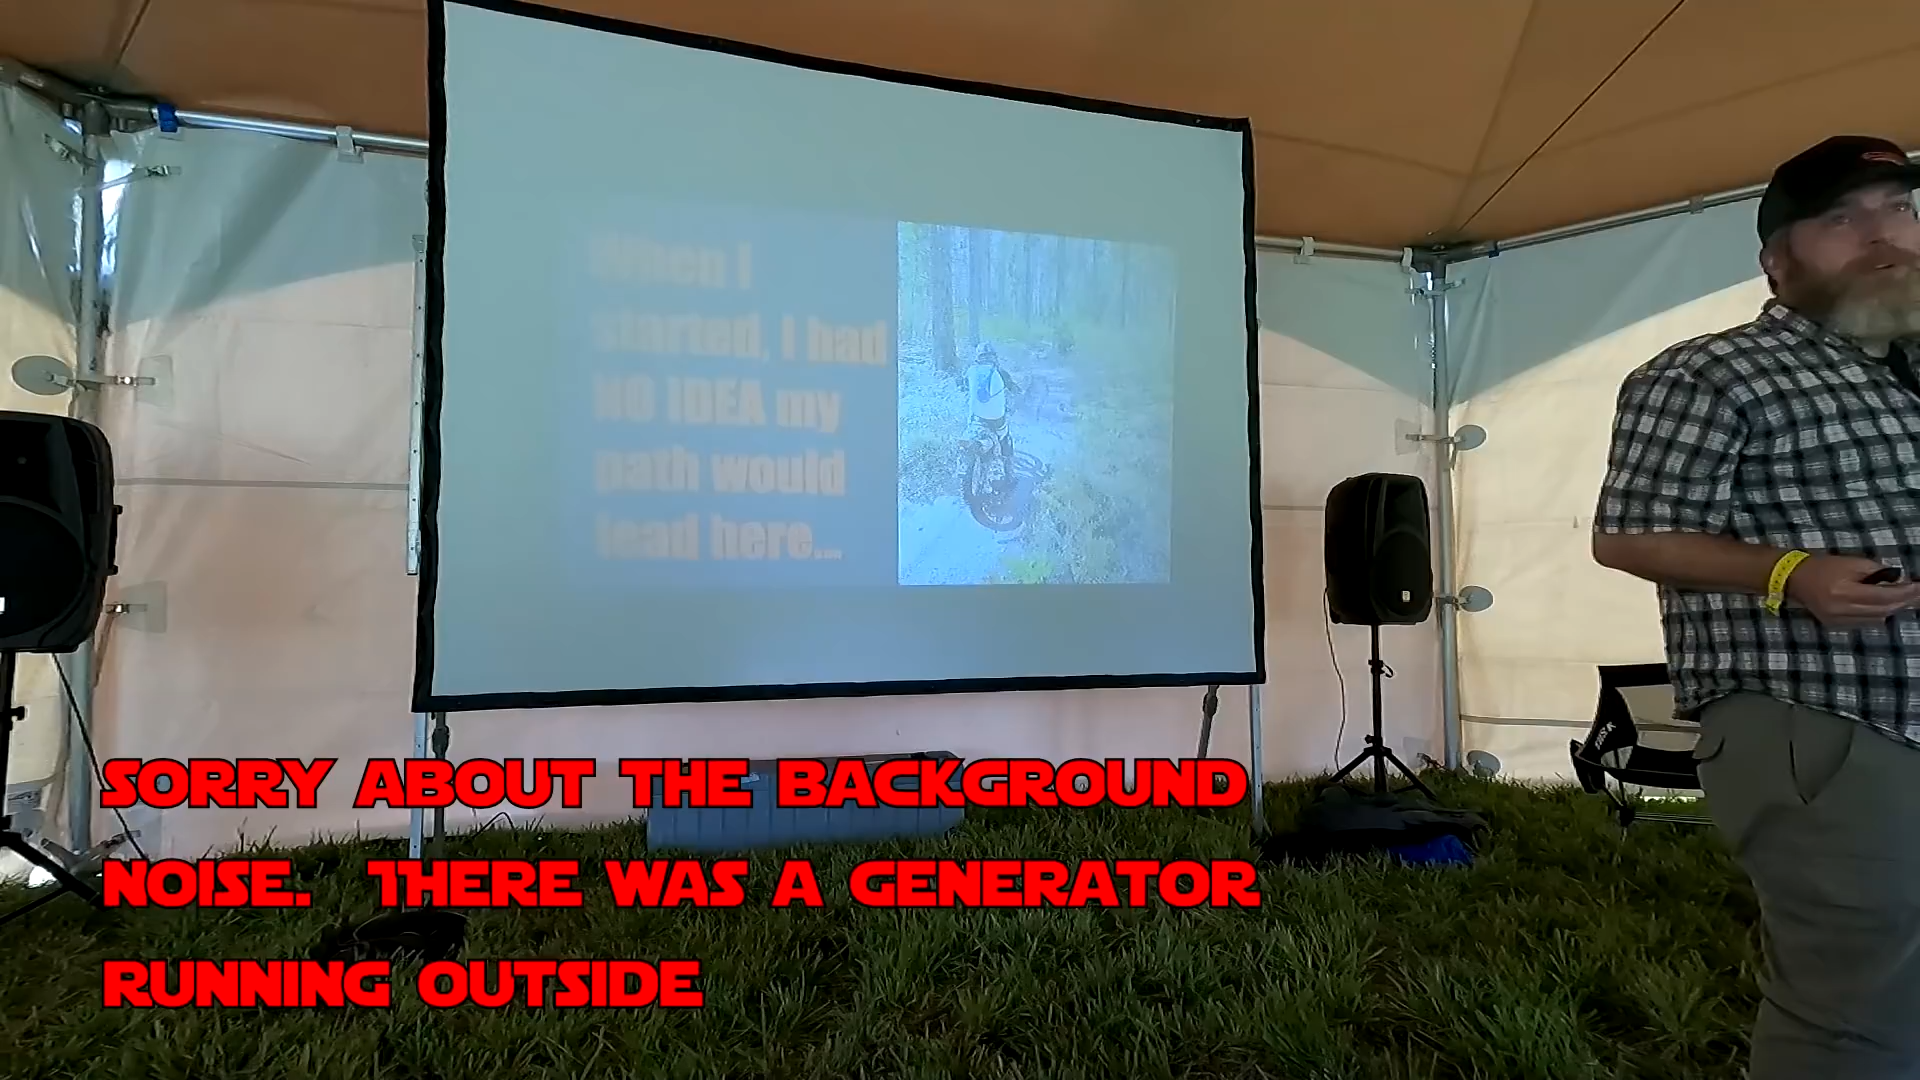 When I
started, I had
NO IDEA my
path would
lead here...
SORRY ABOUT THE BACKGROUND
NOISE. THERE WAS A GENERATOR
RUNNING OUTSIDE